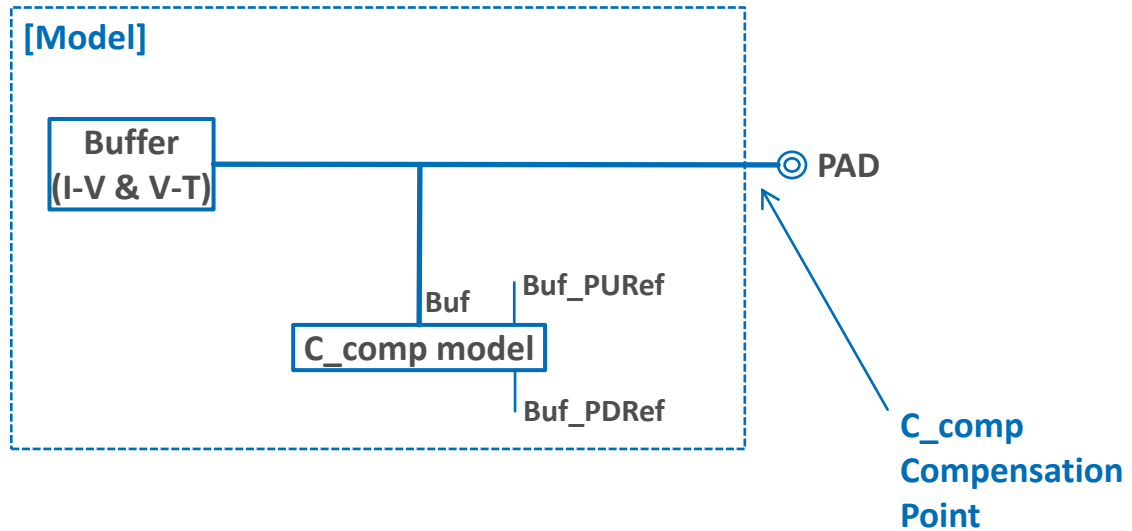 [Model]
Buffer
(I-V & V-T)
PAD
Buf_PURef
Buf
C_comp model
Buf_PDRef
C_comp
Compensation
Point